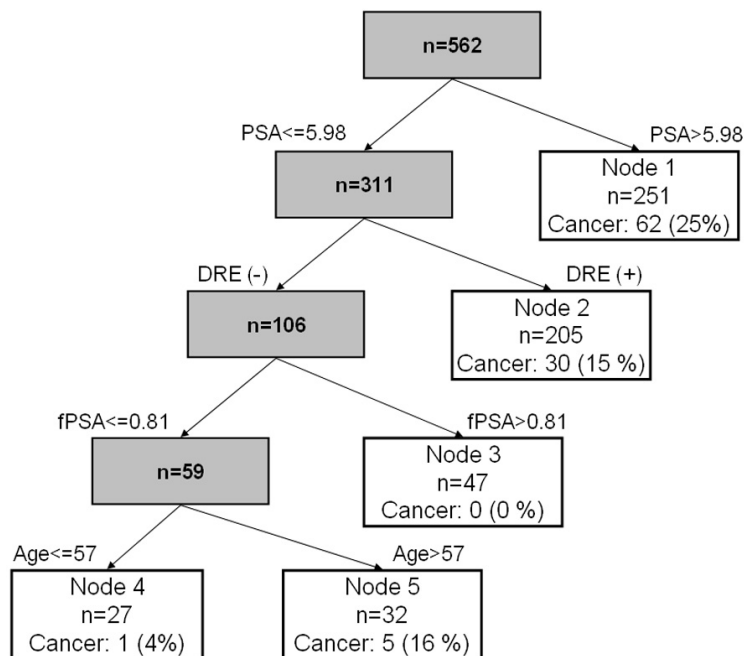 n=562
PSA<=5.98
PSA>5.98
n=311
Node 1
n=251
Cancer: 62 (25%)
DRE (-)
DRE (+)
n=106
Node 2
n=205
Cancer: 30 (15 %)
fPSA<=0.81
fPSA>0.81
n=59
Node 3
n=47
Cancer: 0 (0 %)
Age<=57
Age>57
Node 4
n=27
Cancer: 1 (4%)
Node 5
n=32
Cancer: 5 (16 %)